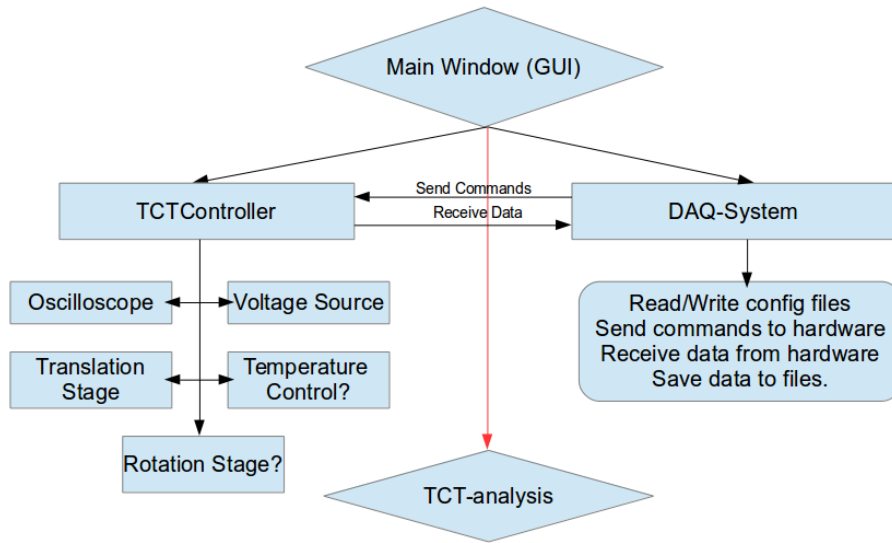 Main Window (GUI)
Send Commands
TCTController
Receive Data
DAQ-System
Oscilloscope
Voltage Source
Translation
Stage
Temperature
Control?
Rotation Stage?
Read/Write config files
Send commands to hardware
Receive data from hardware
Save data to files.
TCT-analysis